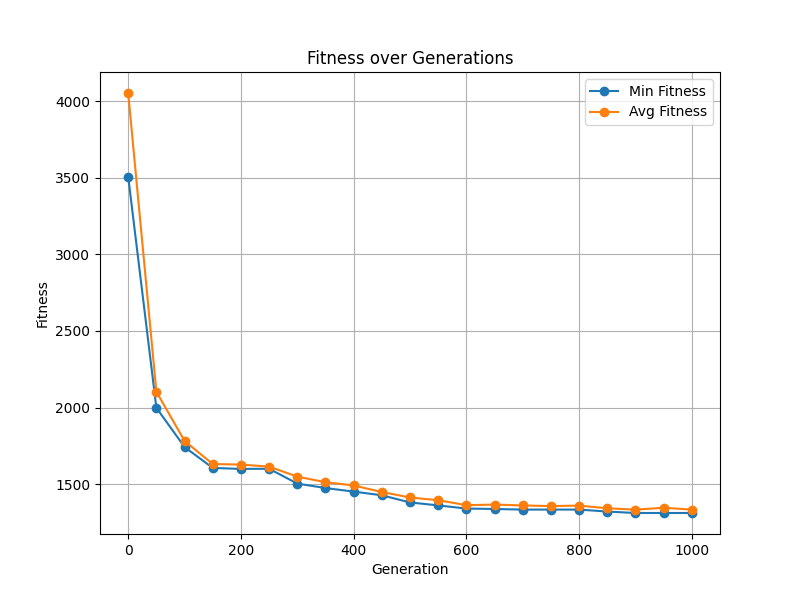 Fitness over Generations
Min Fitness
Avg Fitness
4000
3500
3000
2500
2000
1500
Fitness
0 200 400 600 800 1000
Generation